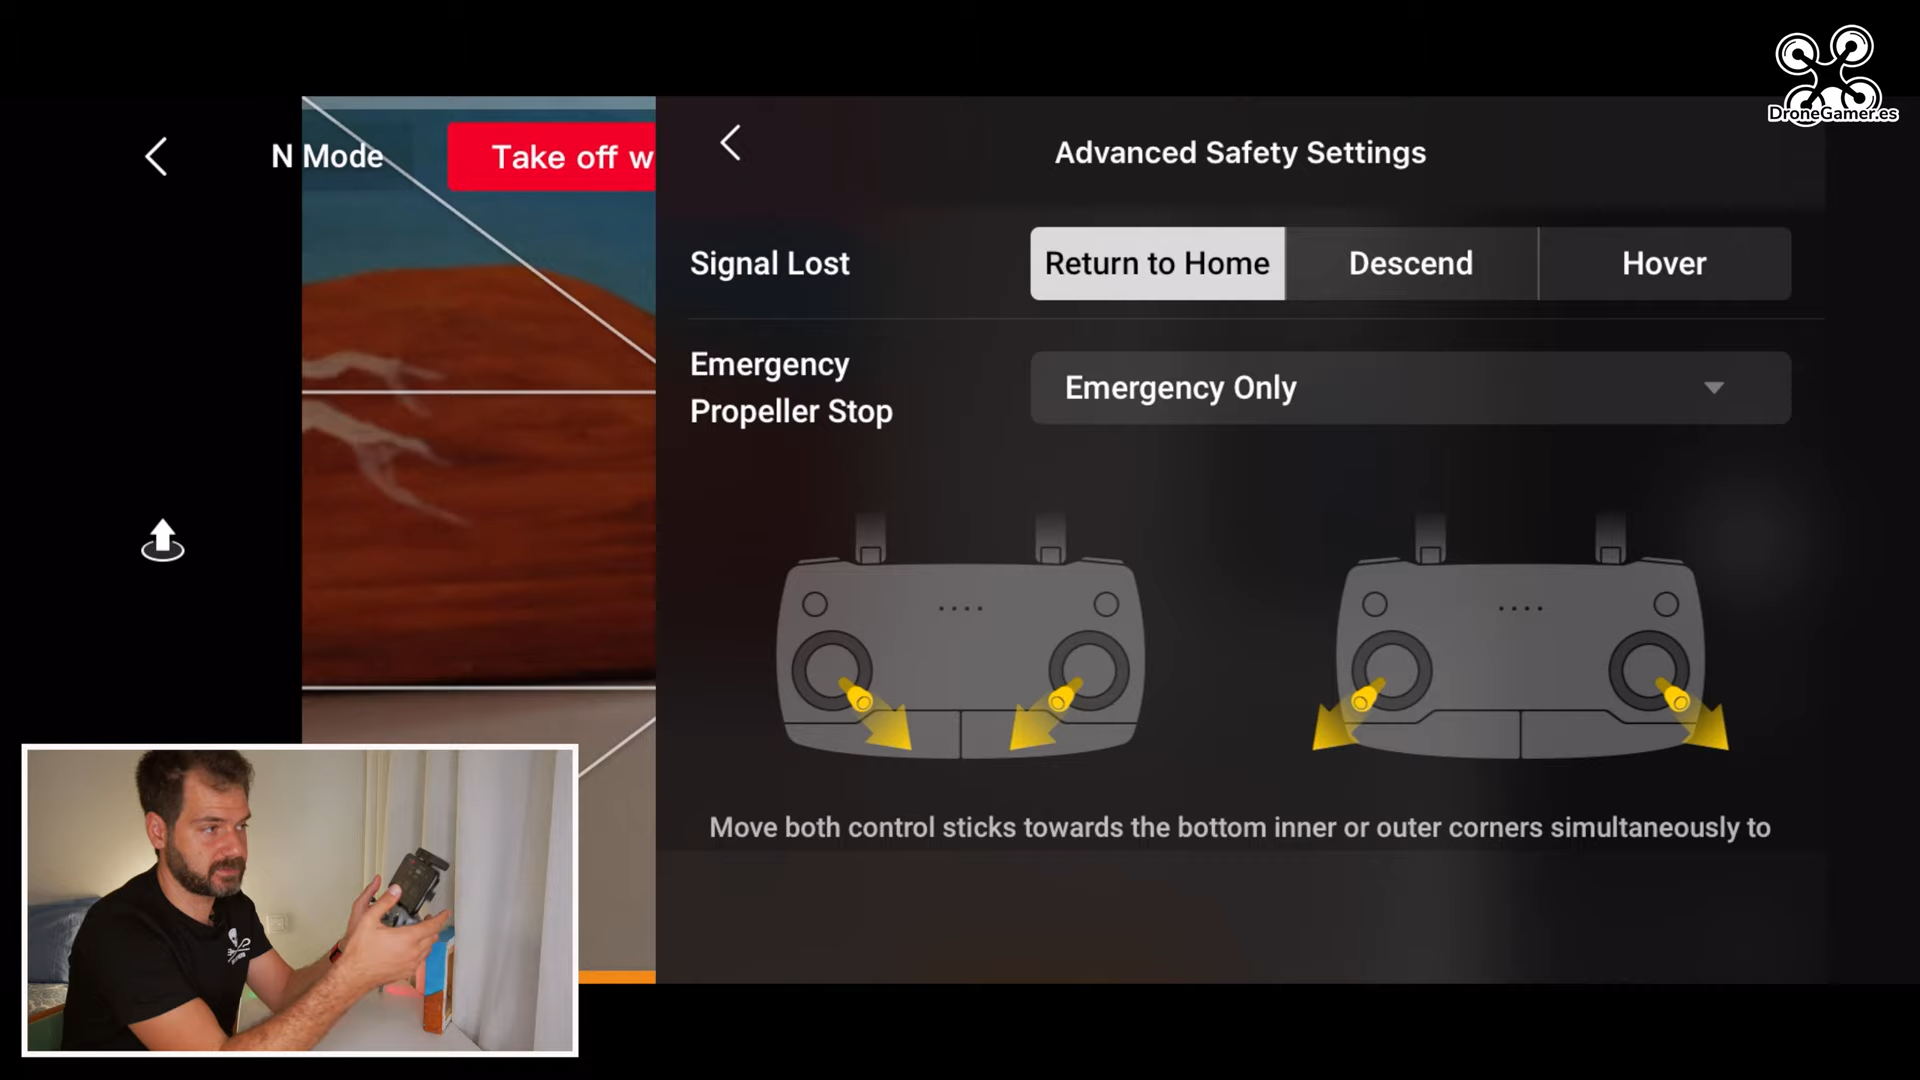 DroneGamer.es
N Mode
Take off w
Advanced Safety Settings
Signal Lost
Return to Home
Descend
Hover
Emergency
Propeller Stop
Emergency Only
Move both control sticks towards the bottom inner or outer corners simultaneously to